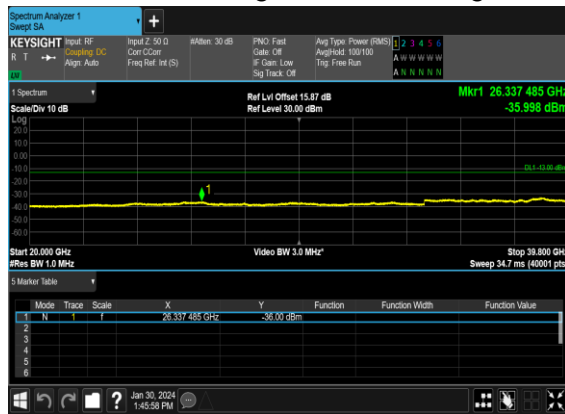 Spectrum Analyzer 1
Swept SA
+
KEYSIGHT Input: RF Input Z: 50 Ω #Atten: 30 dB PNO: Fast Avg Type: Power (RMS) 1 2 3 4 5 6
R T Coupling: DC Corr CCorr Gate: Off Avg|Hold: 100/100 A W W W W W
Align: Auto Freq Ref: Int (S) IF Gain: Low Trig: Free Run
LW Sig Track: Off A N N N N N
1 Spectrum Ref Lvl Offset 15.87 dB Mkr1 26.337 485 GHz
Scale/Div 10 dB Ref Level 30.00 dBm -35.998 dBm
Log
20.0
10.0
0.00
-10.0 DL1 -13.00 dBm
-20.0
-30.0 1
-40.0
-50.0
-60.0
Start 20.000 GHz Video BW 3.0 MHz* Stop 39.800 GHz
#Res BW 1.0 MHz Sweep 34.7 ms (40001 pts
5 Marker Table
Mode Trace Scale X Y Function Function Width Function Value
1 N 1 f 26.337 485 GHz -36.00 dBm
2
3
4
5
6
? Jan 30, 2024
1:45:58 PM